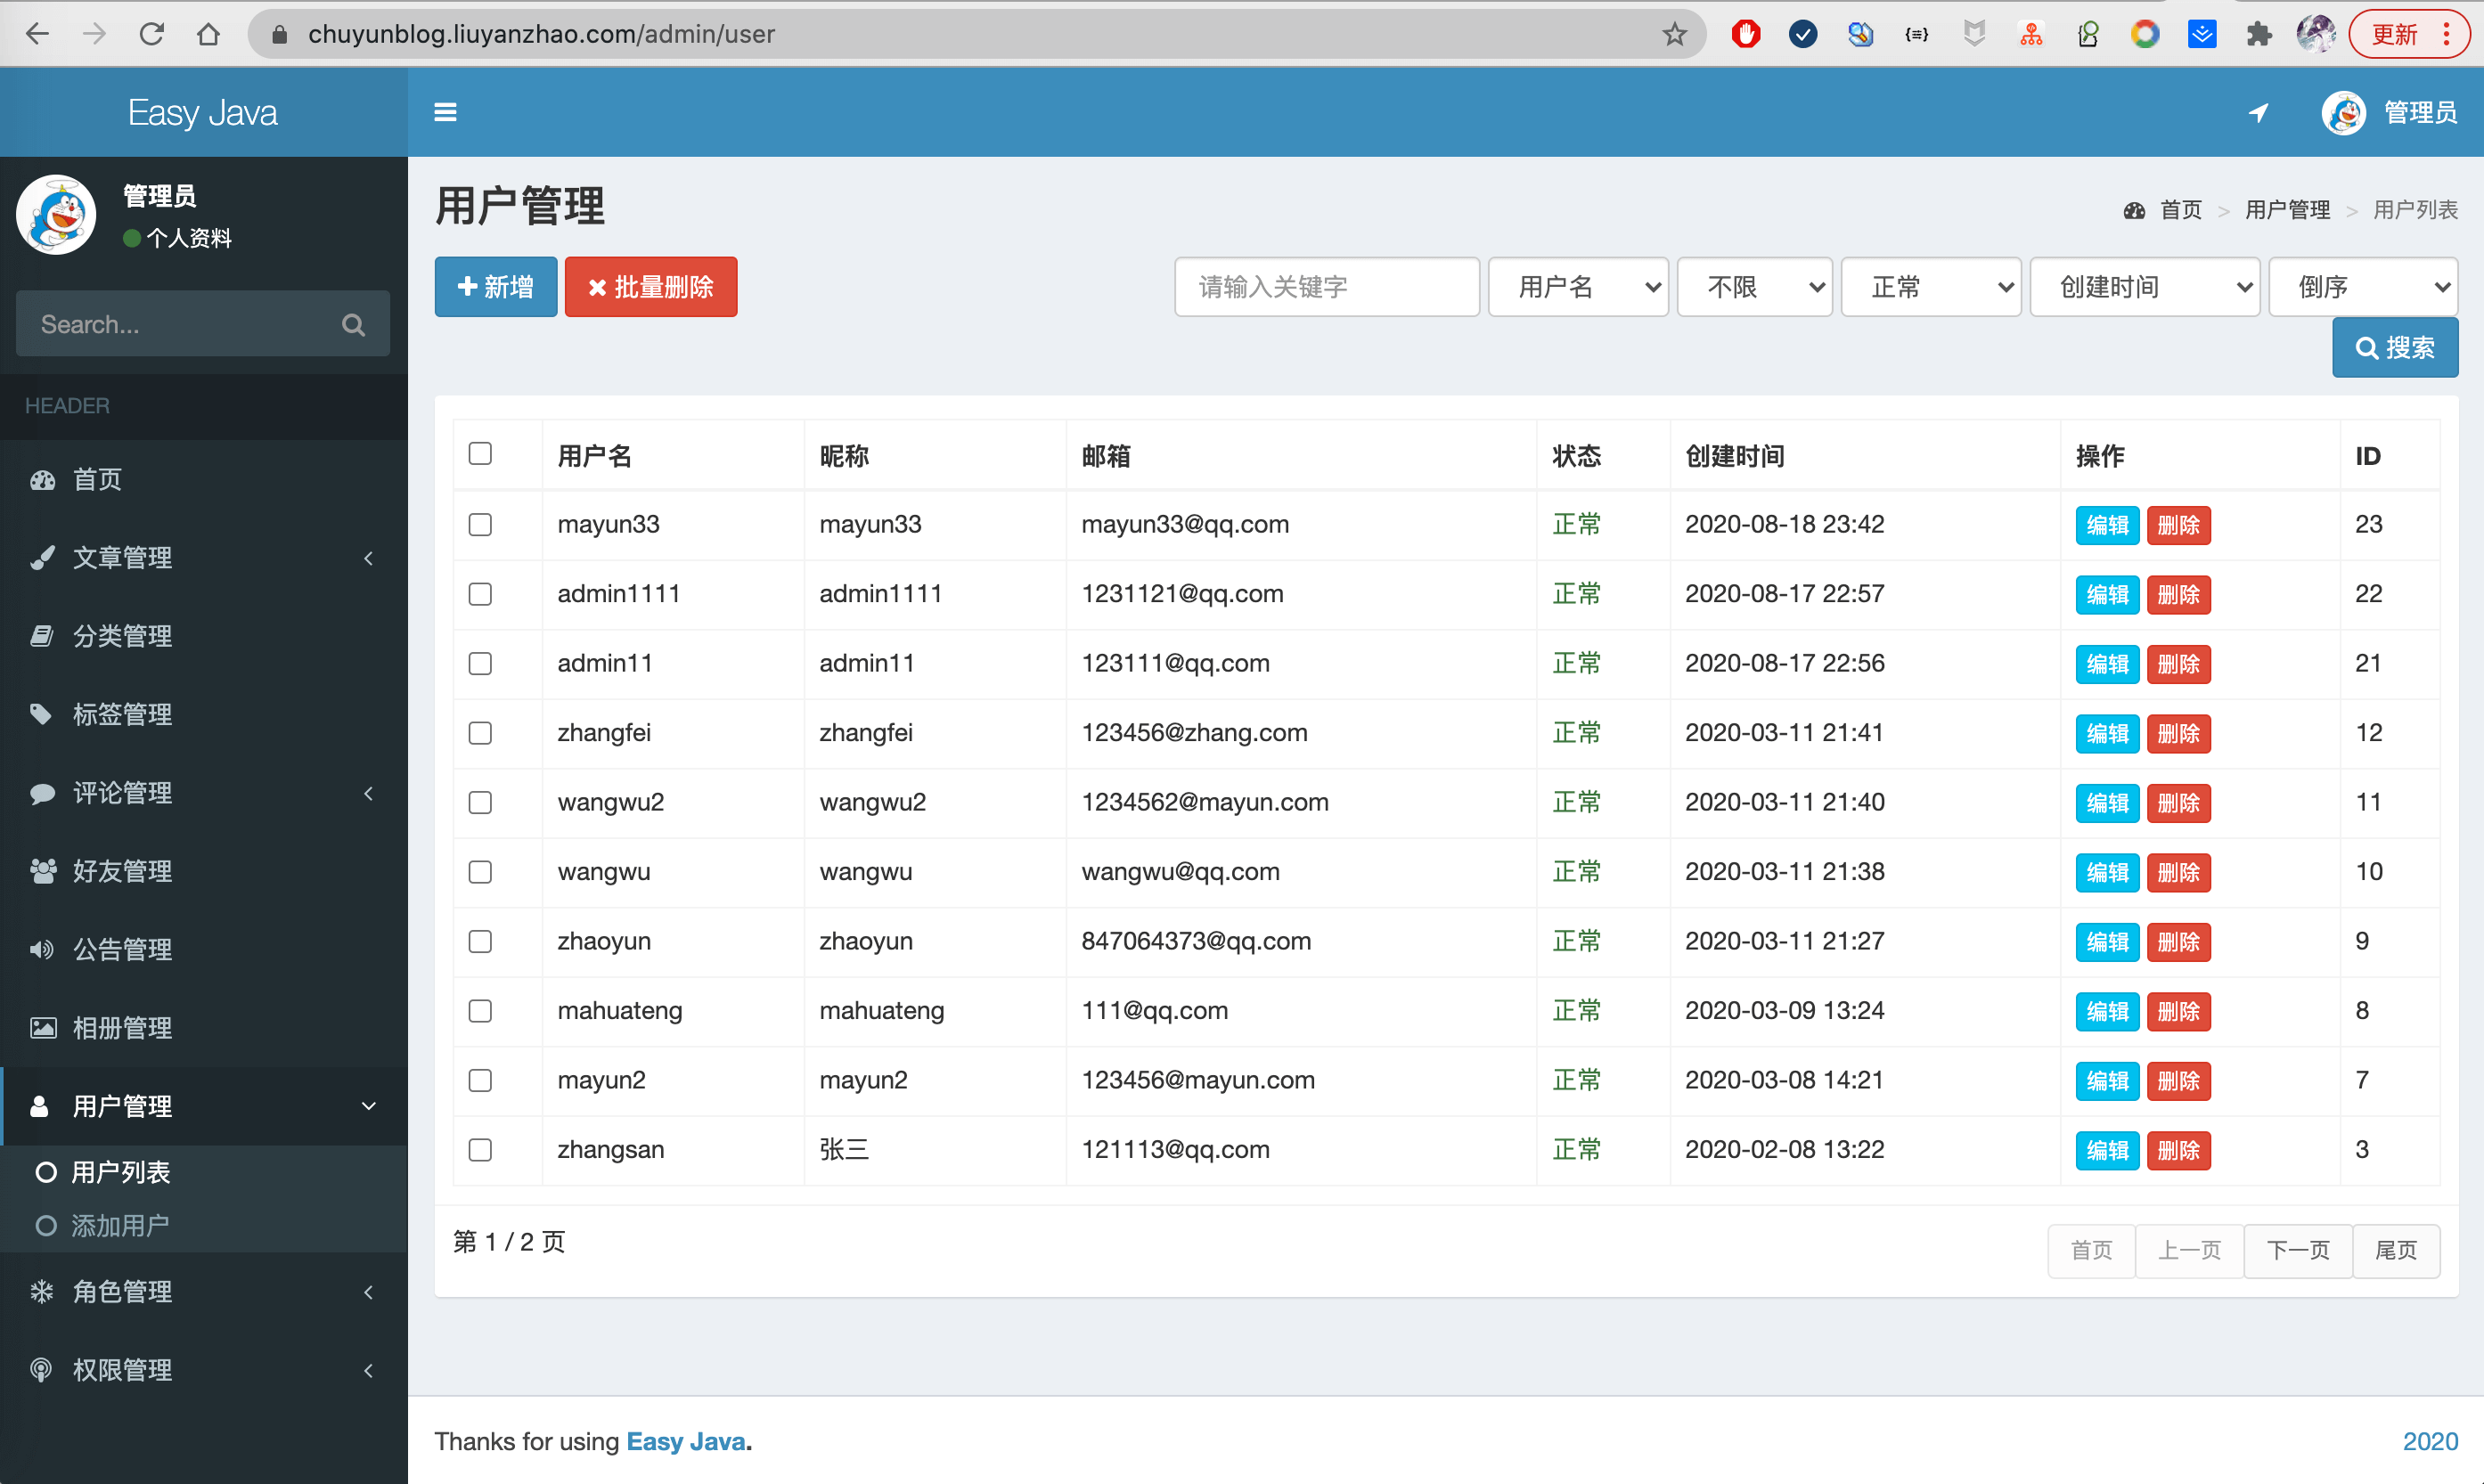 chuyunblog.liuyanzhao.com/admin/user
更新
Easy Java
管理员
管理员
个人资料
Search...
HEADER
首页
文章管理
分类管理
标签管理
评论管理
好友管理
公告管理
相册管理
用户管理
用户列表
添加用户
角色管理
权限管理
用户管理
首页 > 用户管理 > 用户列表
新增 批量删除 请输入关键字 用户名 不限 正常 创建时间 倒序
搜索
用户名 昵称 邮箱 状态 创建时间 操作 ID
mayun33 mayun33 mayun33@qq.com 正常 2020-08-18 23:42 编辑 删除 23
admin1111 admin1111 1231121@qq.com 正常 2020-08-17 22:57 编辑 删除 22
admin11 admin11 123111@qq.com 正常 2020-08-17 22:56 编辑 删除 21
zhangfei zhangfei 123456@zhang.com 正常 2020-03-11 21:41 编辑 删除 12
wangwu2 wangwu2 1234562@mayun.com 正常 2020-03-11 21:40 编辑 删除 11
wangwu wangwu wangwu@qq.com 正常 2020-03-11 21:38 编辑 删除 10
zhaoyun zhaoyun 847064373@qq.com 正常 2020-03-11 21:27 编辑 删除 9
mahuateng mahuateng 111@qq.com 正常 2020-03-09 13:24 编辑 删除 8
mayun2 mayun2 123456@mayun.com 正常 2020-03-08 14:21 编辑 删除 7
zhangsan 张三 121113@qq.com 正常 2020-02-08 13:22 编辑 删除 3
第 1 / 2 页 首页 上一页 下一页 尾页
Thanks for using Easy Java. 2020